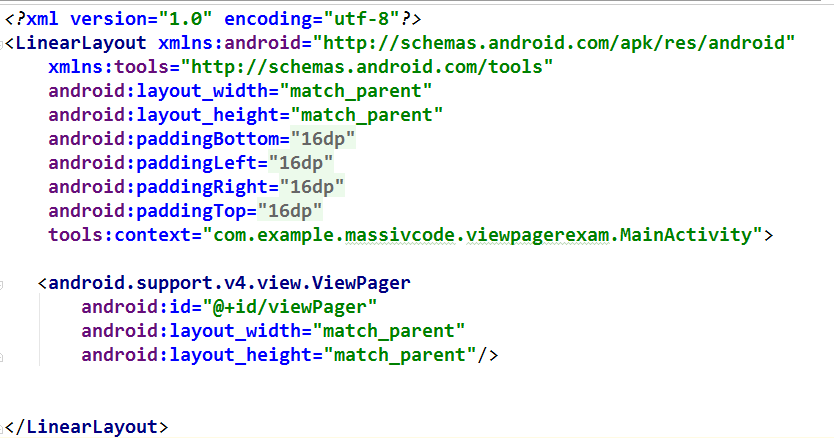 <?xml version="1.0" encoding="utf-8"?>
<LinearLayout xmlns:android="http://schemas.android.com/apk/res/android"
    xmlns:tools="http://schemas.android.com/tools"
    android:layout_width="match_parent"
    android:layout_height="match_parent"
    android:paddingBottom="16dp"
    android:paddingLeft="16dp"
    android:paddingRight="16dp"
    android:paddingTop="16dp"
    tools:context="com.example.massivcode.viewpagerexam.MainActivity">
   <android.support.v4.view.ViewPager
       android:id="@+id/viewPager"
       android:layout_width="match_parent"
       android:layout_height="match_parent"/>
</LinearLayout>